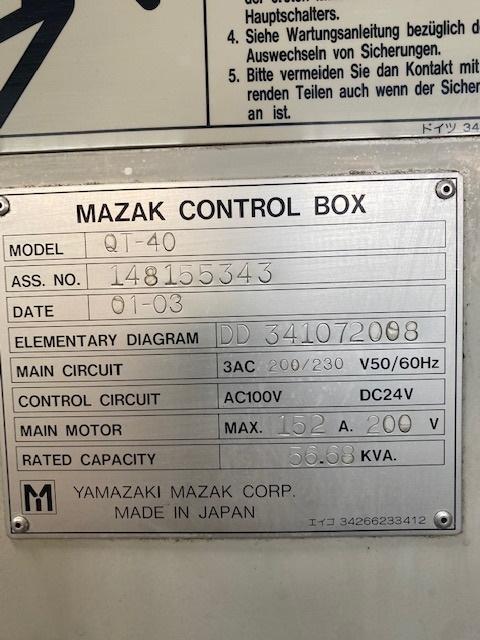 Hauptschalters.
4. Siehe Wartungsanleitung bezüglich
Auswechseln von Sicherungen.
5. Bitte vermeiden Sie dan Kontakt mit
renden Teilen auch wenn der Sicher
an ist.
ドイツ 34
MAZAK CONTROL BOX
MODEL QT-40
ASS. NO. 148155343
DATE 01-03
ELEMENTARY DIAGRAM DD 341072008
MAIN CIRCUIT 3AC 200/230 V50/60Hz
CONTROL CIRCUIT AC100V DC24V
MAIN MOTOR MAX. 152 A. 200 V
RATED CAPACITY 56.68 KVA.
M YAMAZAKI MAZAK CORP.
MADE IN JAPAN
エイコ 34266233412